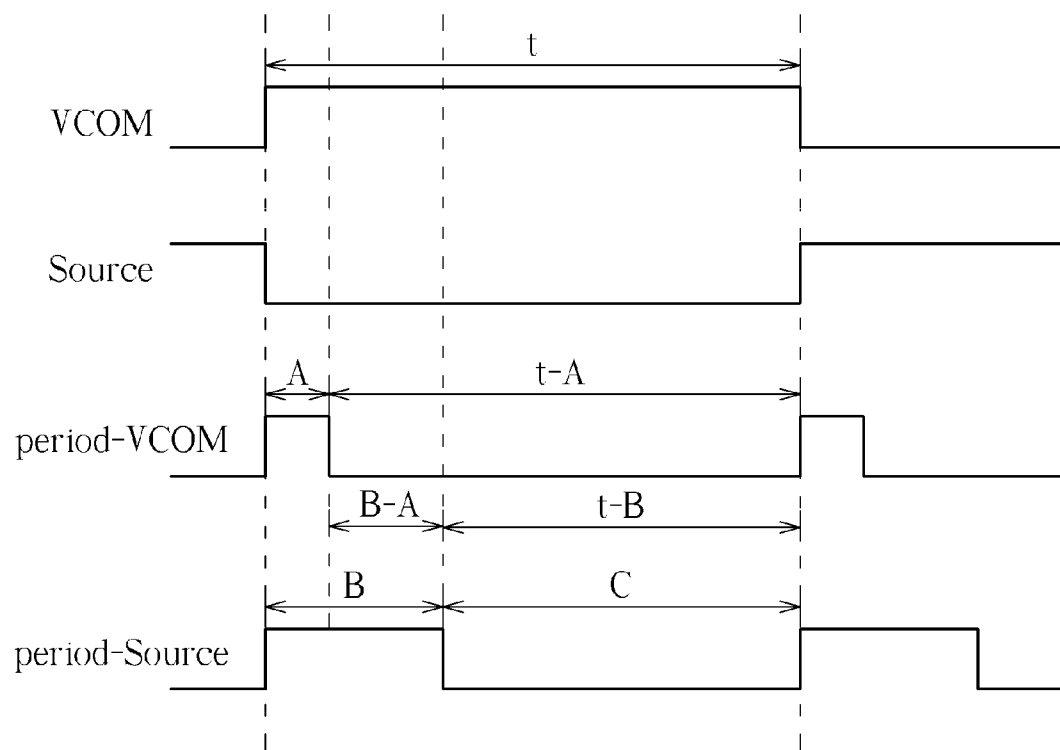 t
VCOM
Source
A
t-A
period-VCOM
B-A
t-B
B
C
period-Source